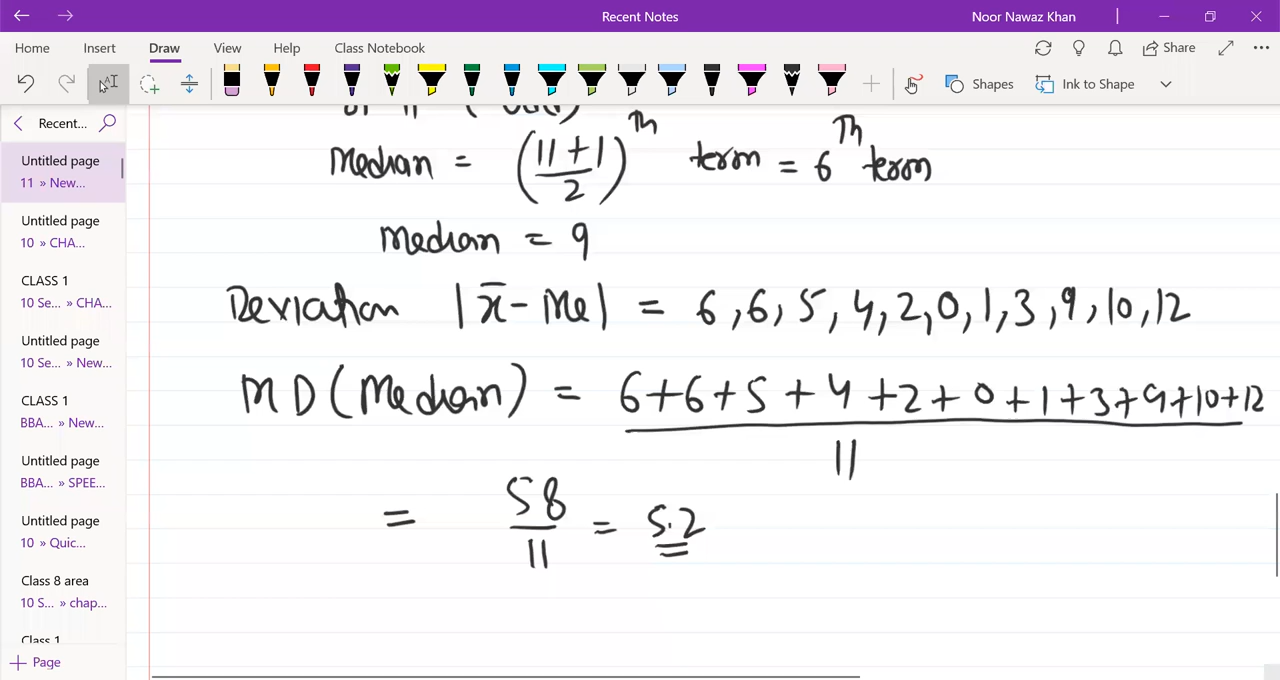 Recent Notes
Noor Nawaz Khan
Home Insert Draw View Help Class Notebook
Share
Shapes Ink to Shape
Recent...
Untitled page
11 » New...
Untitled page
10 » CHA...
CLASS 1
10 Se... » CHA...
Untitled page
10 Se... » New...
CLASS 1
BBA... » New...
Untitled page
BBA... » SPEE...
Untitled page
10 » Quic...
Class 8 area
10 S... » chap...
Class 1
+ Page
Median = (11+1/2)^Th term = 6^Th term
Median = 9
Deviation |x̄ - Me| = 6,6,5,4,2,0,1,3,9,10,12
MD(Median) = 6+6+5+4+2+0+1+3+9+10+12
11
= 58/11 = 5.2